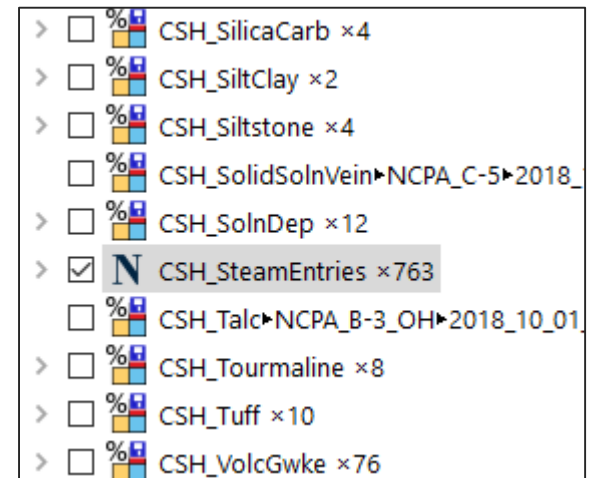 CSH_SilicaCarb ×4
CSH_SiltClay ×2
CSH_Siltstone ×4
CSH_SolidSolnVein▸NCPA_C-5▸2018_
CSH_SolnDep ×12
N CSH_SteamEntries ×763
CSH_Talc▸NCPA_B-3_OH▸2018_10_01_
CSH_Tourmaline ×8
CSH_Tuff ×10
CSH_VolcGwke ×76